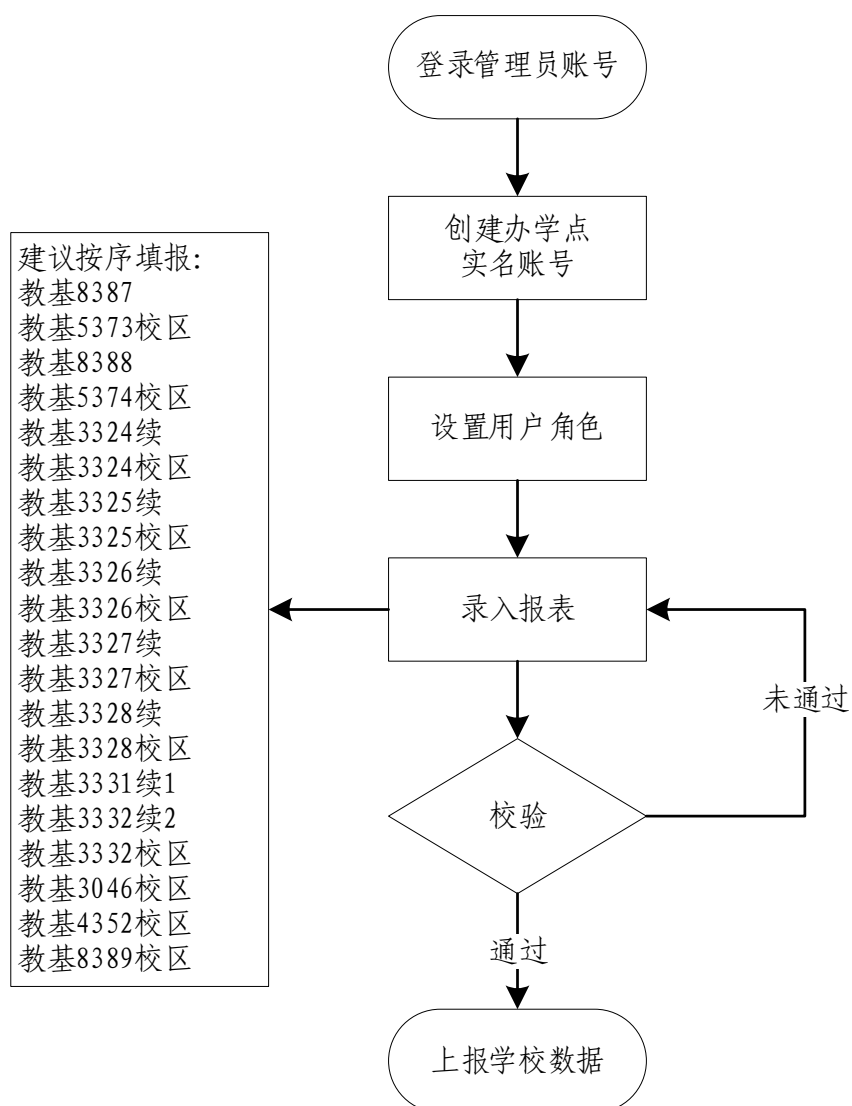 登录管理员账号
创建办学点
实名账号
设置用户角色
录入报表
建议按序填报:
教基8387
教基5373校区
教基8388
教基5374校区
教基3324续
教基3324校区
教基3325续
教基3325校区
教基3326续
教基3326校区
教基3327续
教基3327校区
教基3328续
教基3328校区
教基3331续1
教基3332续2
教基3332校区
教基3046校区
教基4352校区
教基8389校区
未通过
校验
通过
上报学校数据